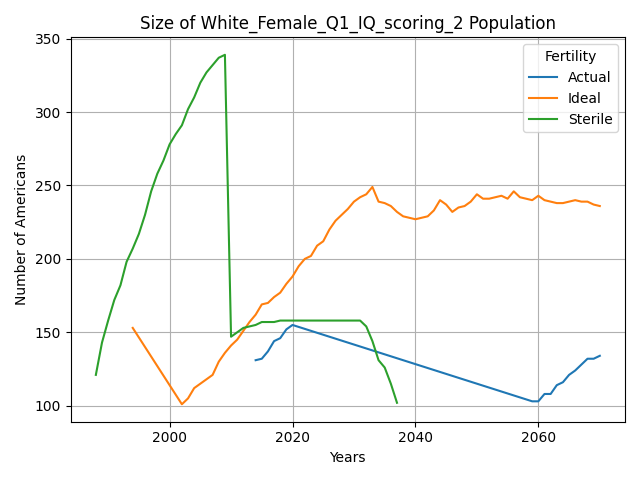 Size of White_Female_Q1_IQ_scoring_2 Population
Fertility
Actual
Ideal
Sterile
Number of Americans
350
300
250
200
150
100
2000
2020
2040
2060
Years